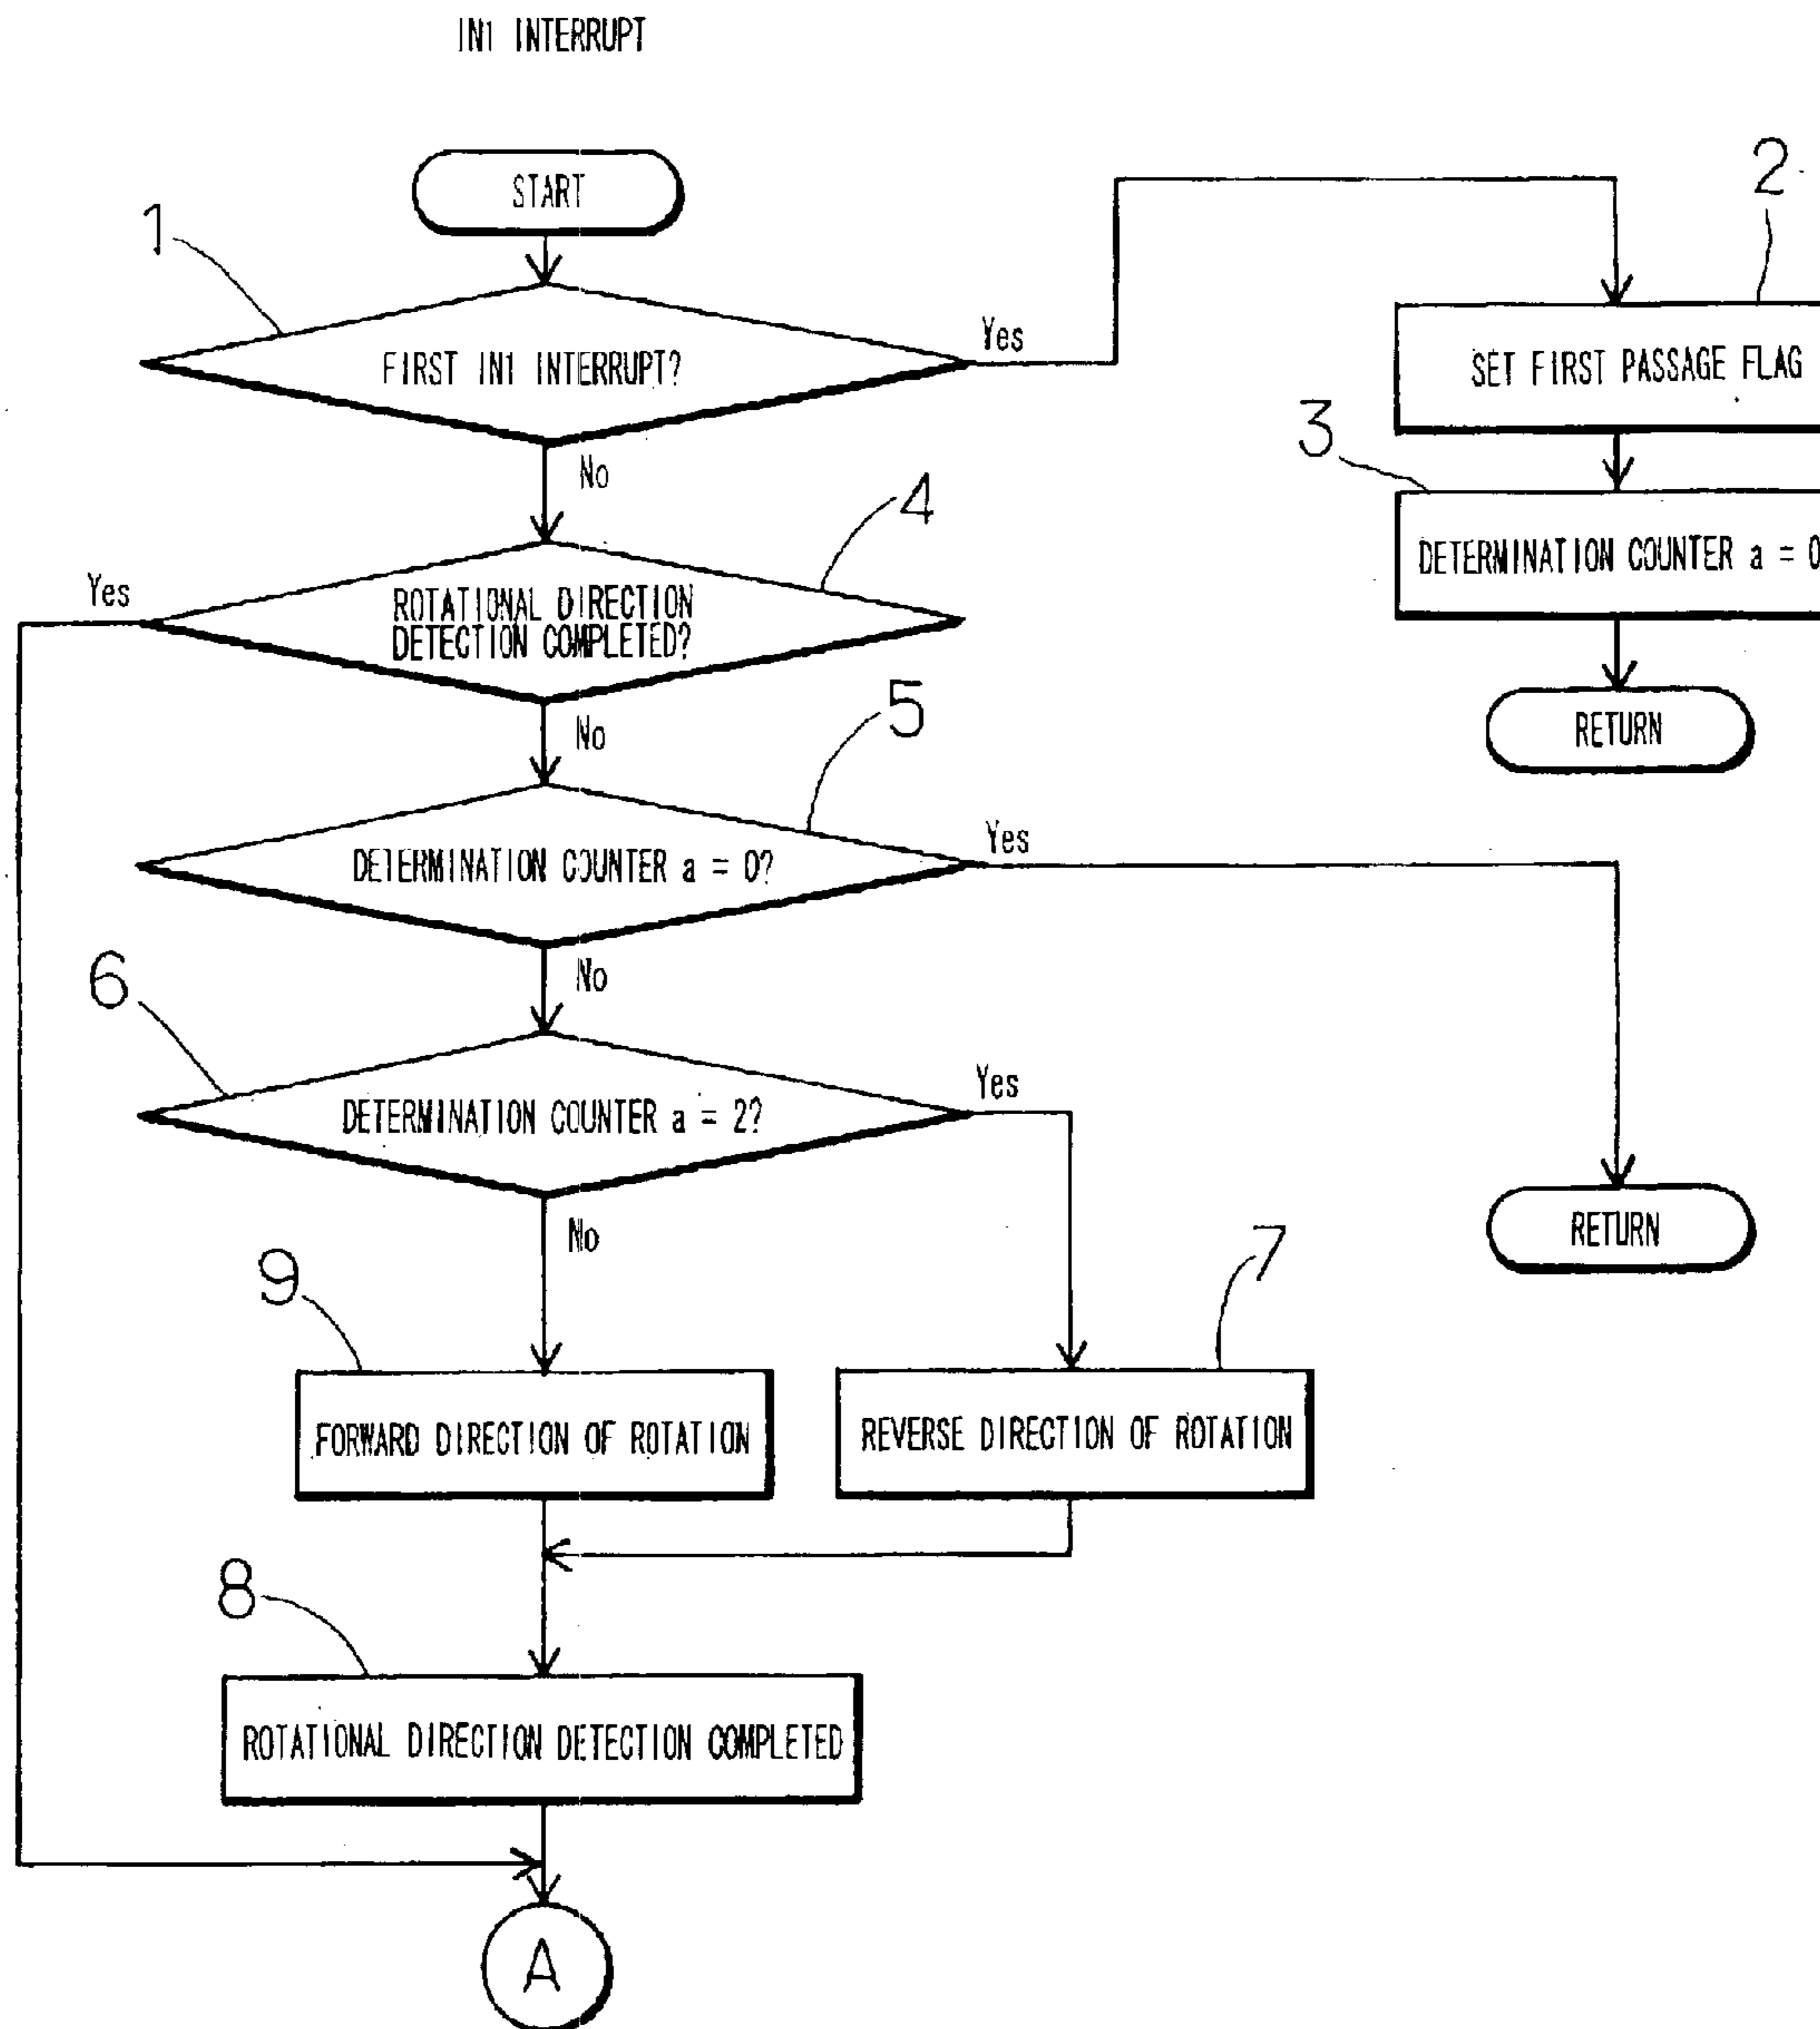 IN1 INTERRUPT
START
1
FIRST IN1 INTERRUPT?
Yes
No
2
SET FIRST PASSAGE FLAG
3
DETERMINATION COUNTER a = 0
RETURN
4
ROTATIONAL DIRECTION
DETECTION COMPLETED?
Yes
No
5
DETERMINATION COUNTER a = 0?
Yes
No
RETURN
6
DETERMINATION COUNTER a = 2?
Yes
No
9
FORWARD DIRECTION OF ROTATION
7
REVERSE DIRECTION OF ROTATION
8
ROTATIONAL DIRECTION DETECTION COMPLETED
A